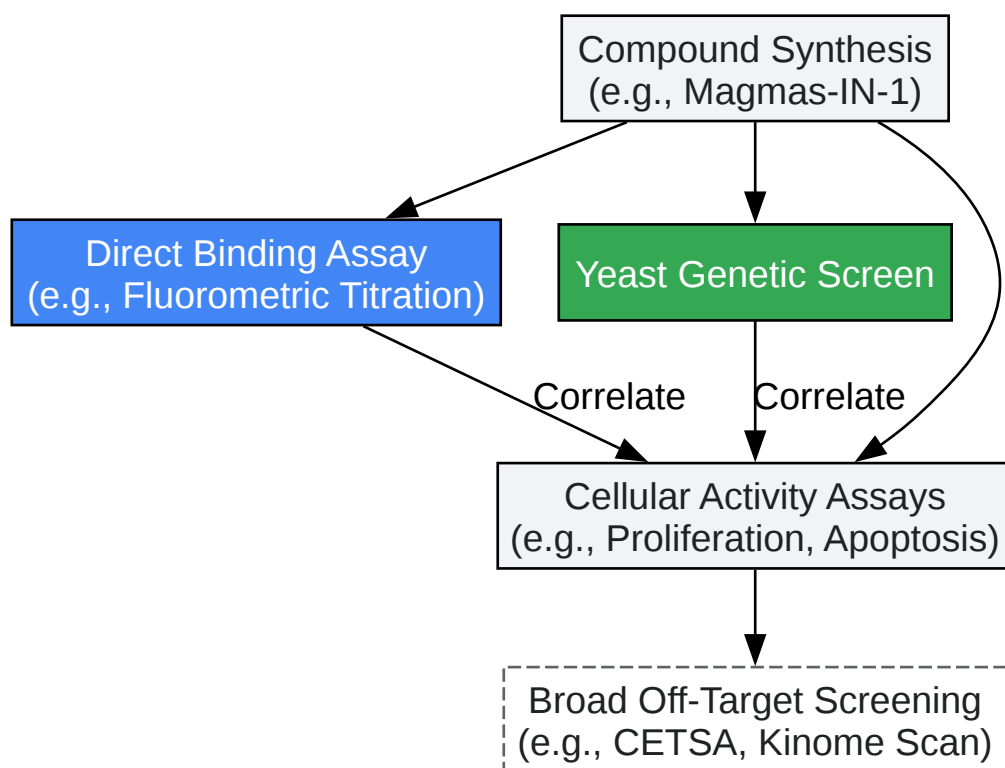 Compound Synthesis
(e.g., Magmas-IN-1)
Direct Binding Assay
(e.g., Fluorometric Titration)
Yeast Genetic Screen
Correlate
Correlate
Cellular Activity Assays
(e.g., Proliferation, Apoptosis)
Broad Off-Target Screening
(e.g., CETSA, Kinome Scan)